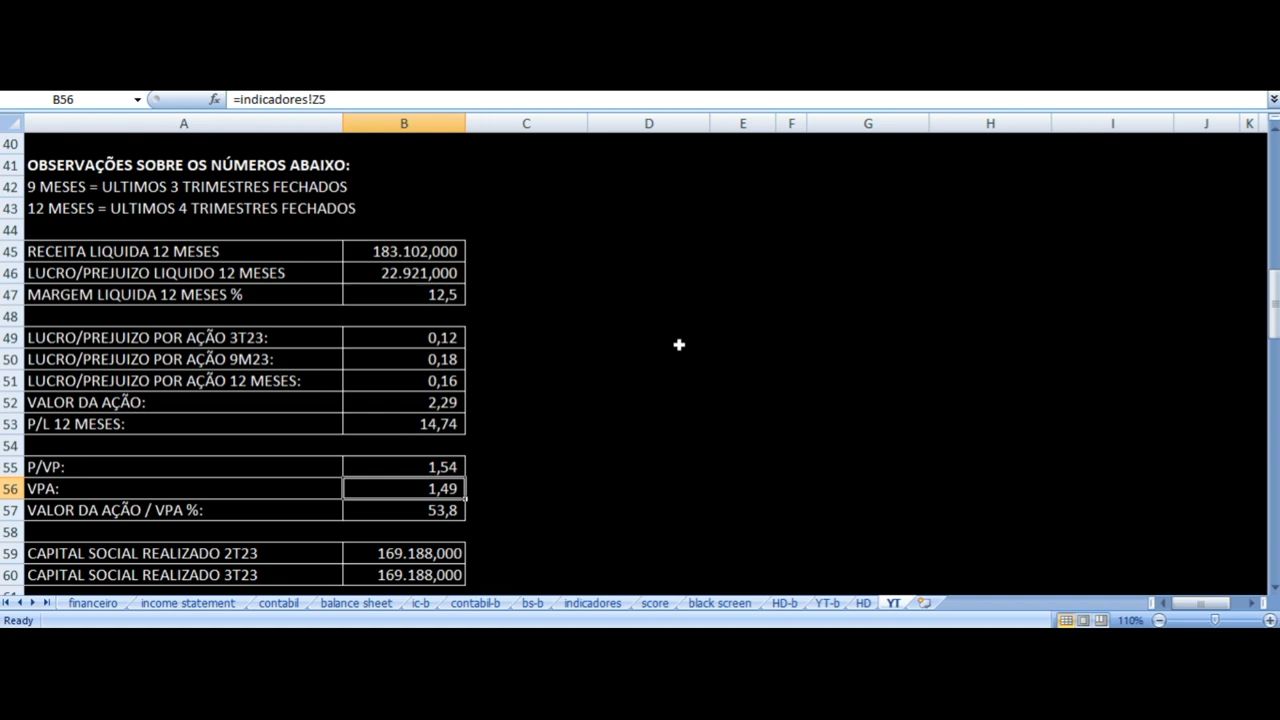 B56 fx =indicadores!Z5
A B C D E F G H I J K
40
41 OBSERVAÇÕES SOBRE OS NÚMEROS ABAIXO:
42 9 MESES = ULTIMOS 3 TRIMESTRES FECHADOS
43 12 MESES = ULTIMOS 4 TRIMESTRES FECHADOS
44
45 RECEITA LIQUIDA 12 MESES 183.102,000
46 LUCRO/PREJUIZO LIQUIDO 12 MESES 22.921,000
47 MARGEM LIQUIDA 12 MESES % 12,5
48
49 LUCRO/PREJUIZO POR AÇÃO 3T23: 0,12
50 LUCRO/PREJUIZO POR AÇÃO 9M23: 0,18
51 LUCRO/PREJUIZO POR AÇÃO 12 MESES: 0,16
52 VALOR DA AÇÃO: 2,29
53 P/L 12 MESES: 14,74
54
55 P/VP: 1,54
56 VPA: 1,49
57 VALOR DA AÇÃO / VPA %: 53,8
58
59 CAPITAL SOCIAL REALIZADO 2T23 169.188,000
60 CAPITAL SOCIAL REALIZADO 3T23 169.188,000
financeiro income statement contabil balance sheet ic-b contabil-b bs-b indicadores score black screen HD-b YT-b HD YT
Ready 110%